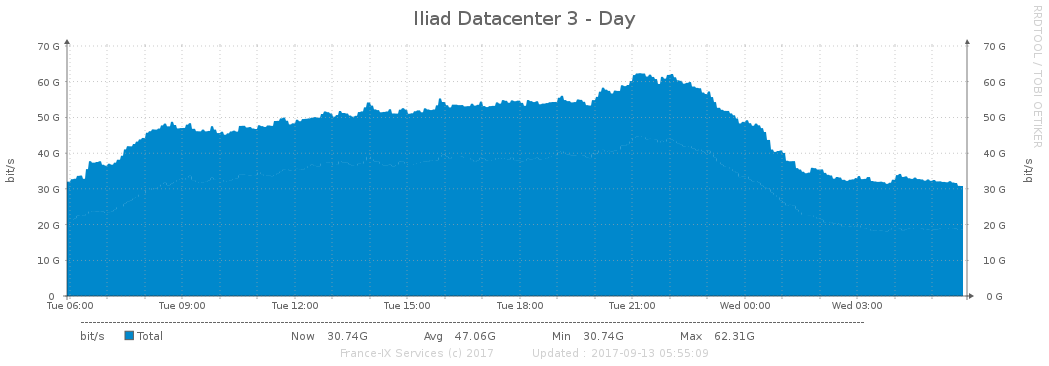 Iliad Datacenter 3 - Day
RRDTOOL / TOBI OETIKER
70 G 70 G
60 G 60 G
50 G 50 G
40 G 40 G
30 G 30 G
20 G 20 G
10 G 10 G
0 0 G
bit/s bit/s
Tue 06:00 Tue 09:00 Tue 12:00 Tue 15:00 Tue 18:00 Tue 21:00 Wed 00:00 Wed 03:00
bit/s Total Now 30.74G Avg 47.06G Min 30.74G Max 62.31G
France-IX Services (c) 2017 Updated : 2017-09-13 05:55:09